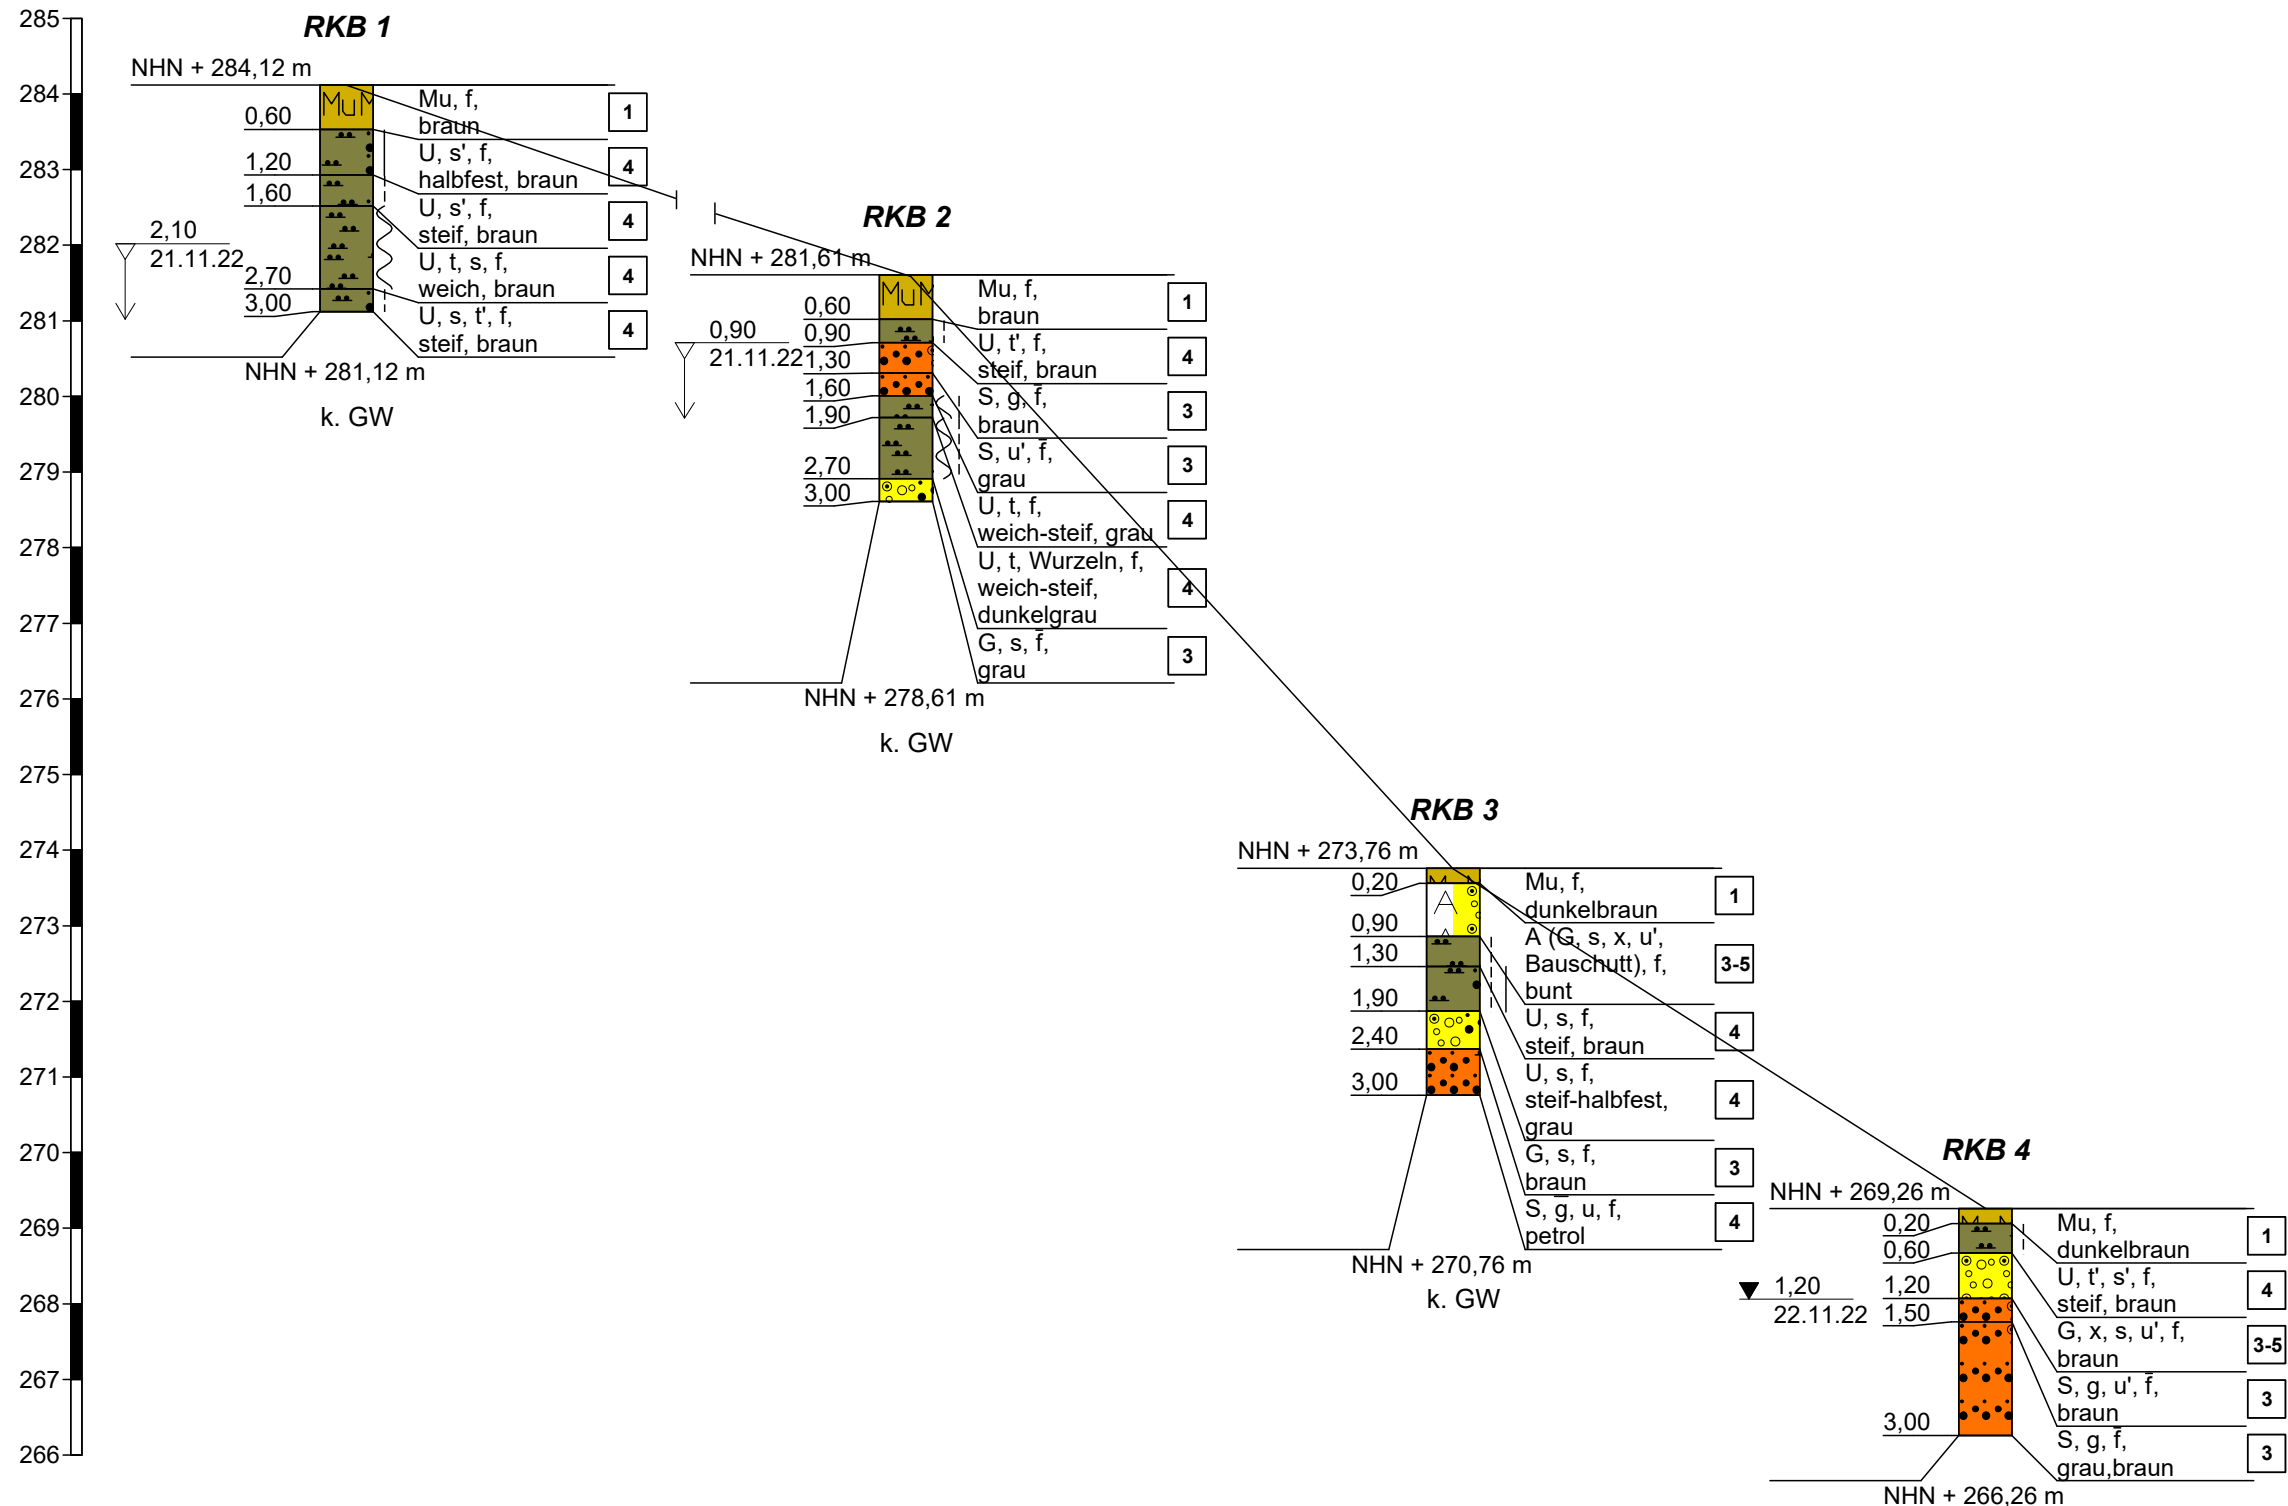 285
284
283
282
281
280
279
278
277
276
275
274
273
272
271
270
269
268
267
266
RKB 1
NHN + 284,12 m
MuM
0,60
1,20
1,60
2,70
3,00
2,10
21.11.22
Mu, f,
braun
1
U, s', f,
halbfest, braun
4
U, s', f,
steif, braun
4
U, t, s, f,
weich, braun
4
U, s, t', f,
steif, braun
4
NHN + 281,12 m
k. GW
RKB 2
NHN + 281,61 m
MuM
0,60
0,90
1,30
1,60
1,90
2,70
3,00
0,90
21.11.22
Mu, f,
braun
1
U, t', f,
steif, braun
4
S, g, f̄,
braun
3
S, u', f̄,
grau
3
U, t, f,
weich-steif, grau
4
U, t, Wurzeln, f,
weich-steif,
dunkelgrau
4
G, s, f̄,
grau
3
NHN + 278,61 m
k. GW
RKB 3
NHN + 273,76 m
A
0,20
0,90
1,30
1,90
2,40
3,00
Mu, f,
dunkelbraun
1
A (G, s, x, u',
Bauschutt), f,
bunt
3-5
U, s, f,
steif, braun
4
U, s, f,
steif-halbfest,
grau
4
G, s, f,
braun
3
S, ḡ, u, f,
petrol
4
NHN + 270,76 m
k. GW
RKB 4
NHN + 269,26 m
0,20
0,60
1,20
1,50
3,00
1,20
22.11.22
Mu, f,
dunkelbraun
1
U, t', s', f,
steif, braun
4
G, x, s, u', f,
braun
3-5
S, g, u', f̄,
braun
3
S, g, f̄,
grau,braun
3
NHN + 266,26 m